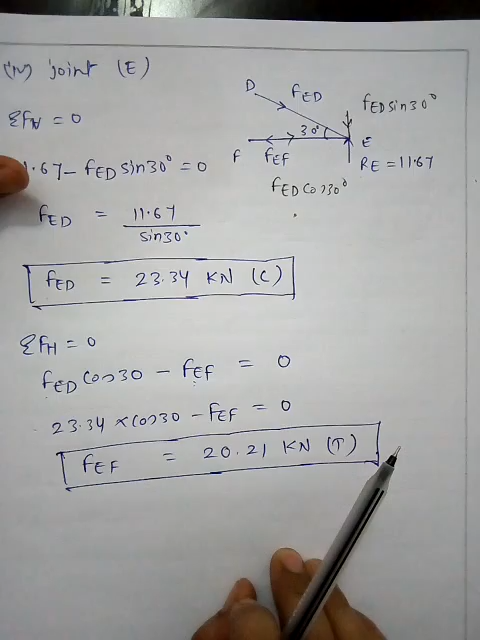 (IV) joint (E)
ΣFV = 0
11.67 - FED sin30° = 0
FED = 11.67 / sin30°
FED = 23.34 KN (C)
ΣFH = 0
FED Cos30 - FEF = 0
23.34 × Cos30 - FEF = 0
FEF = 20.21 KN (T)
D FED
FED sin30°
30°
F FEF E
RE = 11.67
FED Cos30°